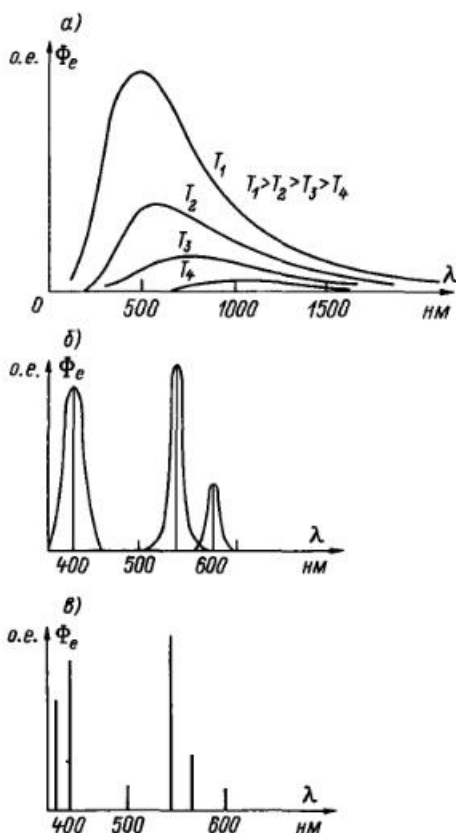 а)
о.е. Φe
T1
T1>T2>T3>T4
T2
T3
T4
λ
0 500 1000 1500 нм
б)
о.е. Φe
λ
400 500 600 нм
в)
о.е. Φe
λ
400 500 600 нм